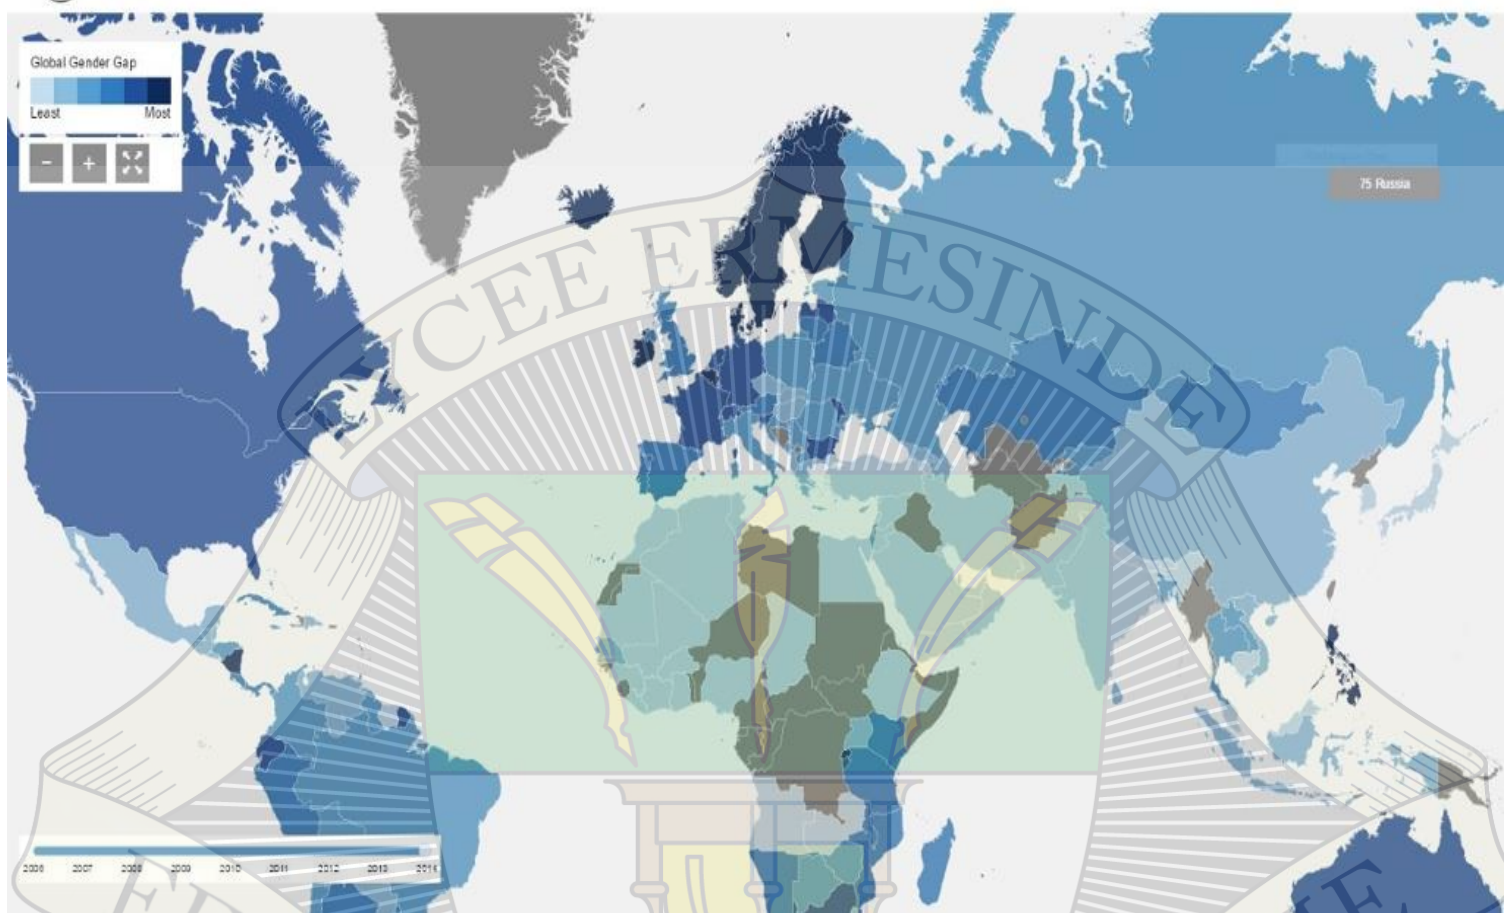 Global Gender Gap
Least Most
- +
75 Russia
LYCEE ERMESINDE
2006 2007 2008 2009 2010 2011 2012 2013 2014